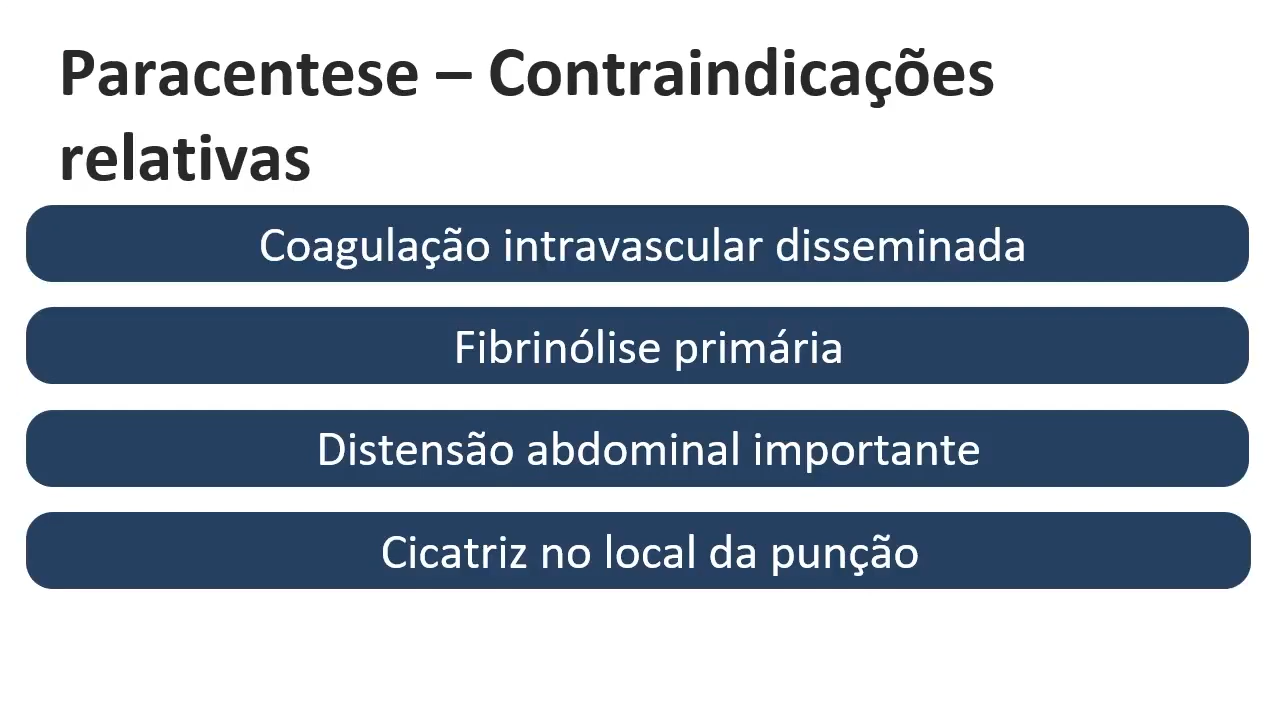 Paracentese – Contraindicações
relativas
Coagulação intravascular disseminada
Fibrinólise primária
Distensão abdominal importante
Cicatriz no local da punção